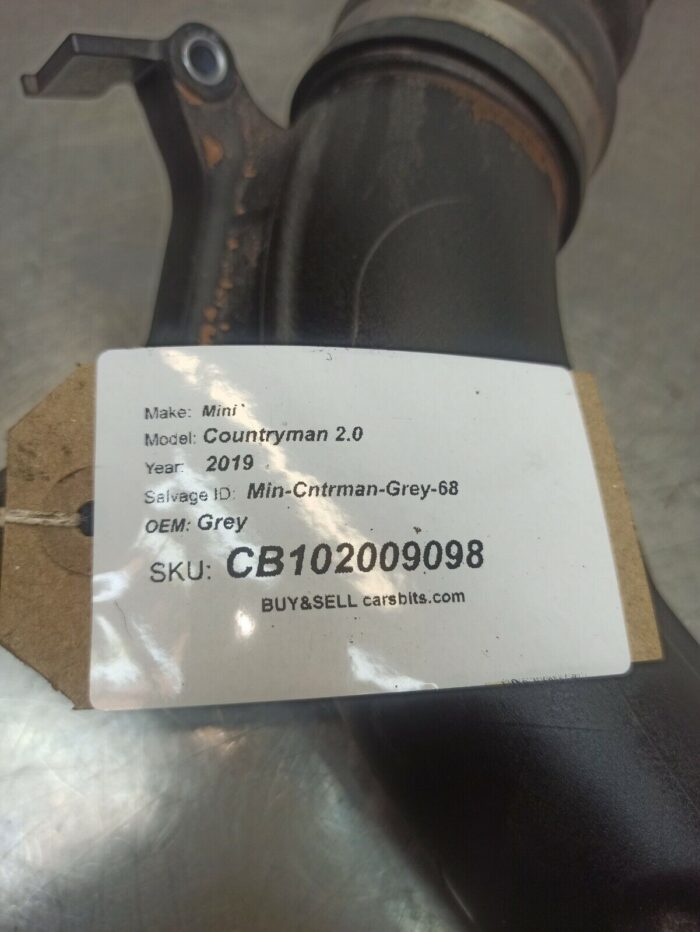 Make: Mini
Model: Countryman 2.0
Year: 2019
Salvage ID: Min-Cntrman-Grey-68
OEM: Grey
SKU: CB102009098
BUY&SELL carsbits.com